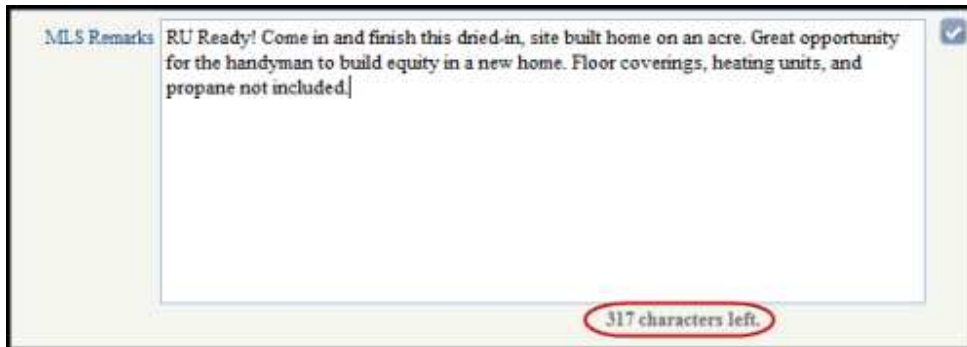 MLS Remarks
RU Ready! Come in and finish this dried-in, site built home on an acre. Great opportunity
for the handyman to build equity in a new home. Floor coverings, heating units, and
propane not included.
317 characters left.